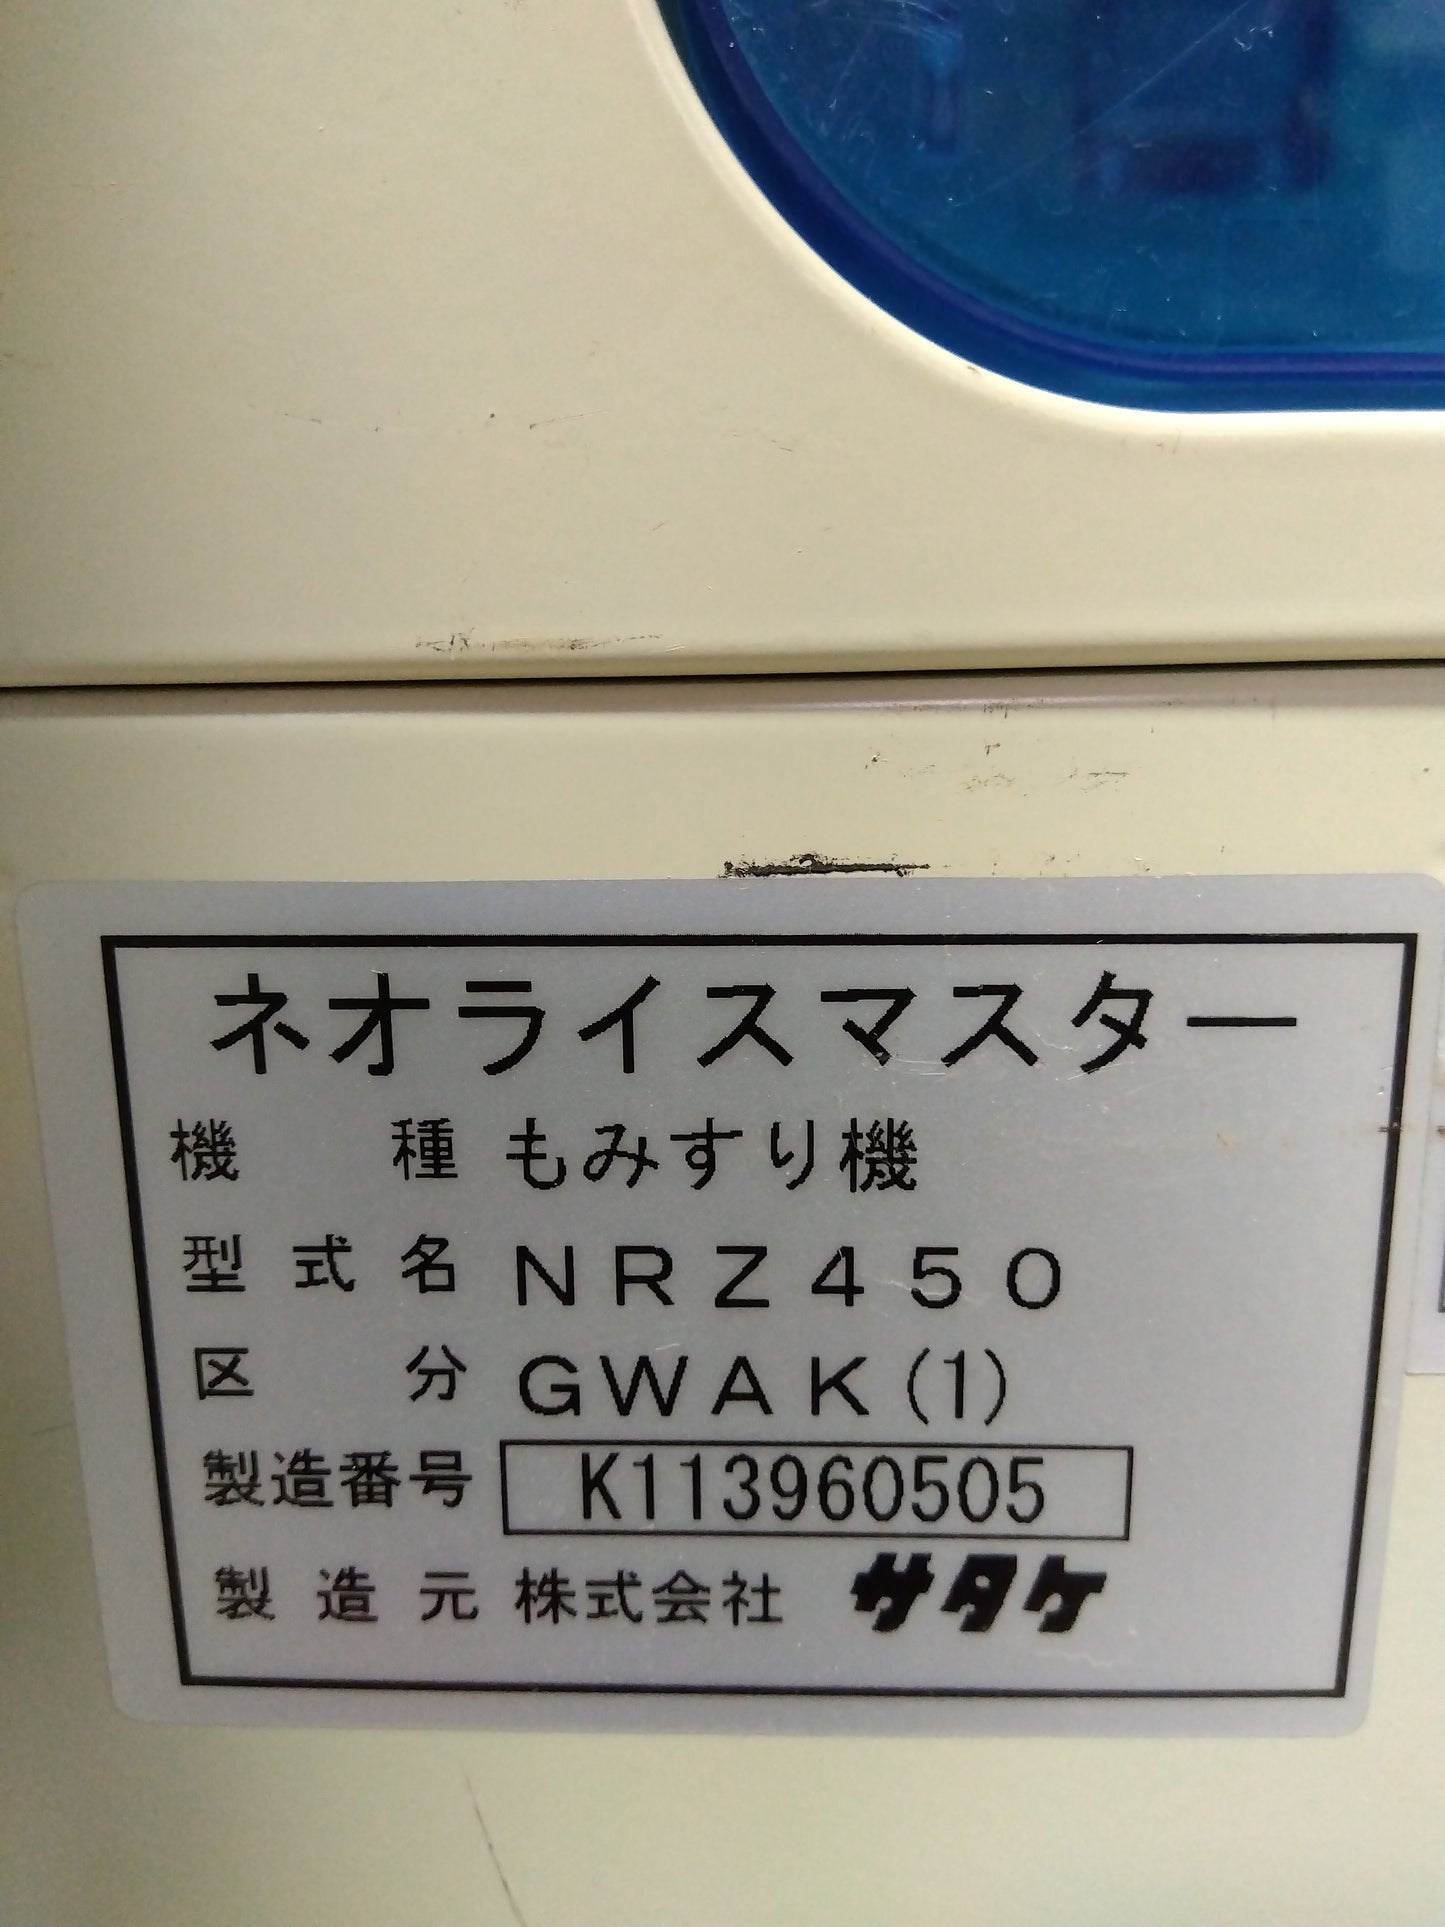 ネオライスマスター
機種 もみすり機
型式名 NRZ450
区分 GWAK(1)
製造番号 K113960505
製造元 株式会社 サタケ